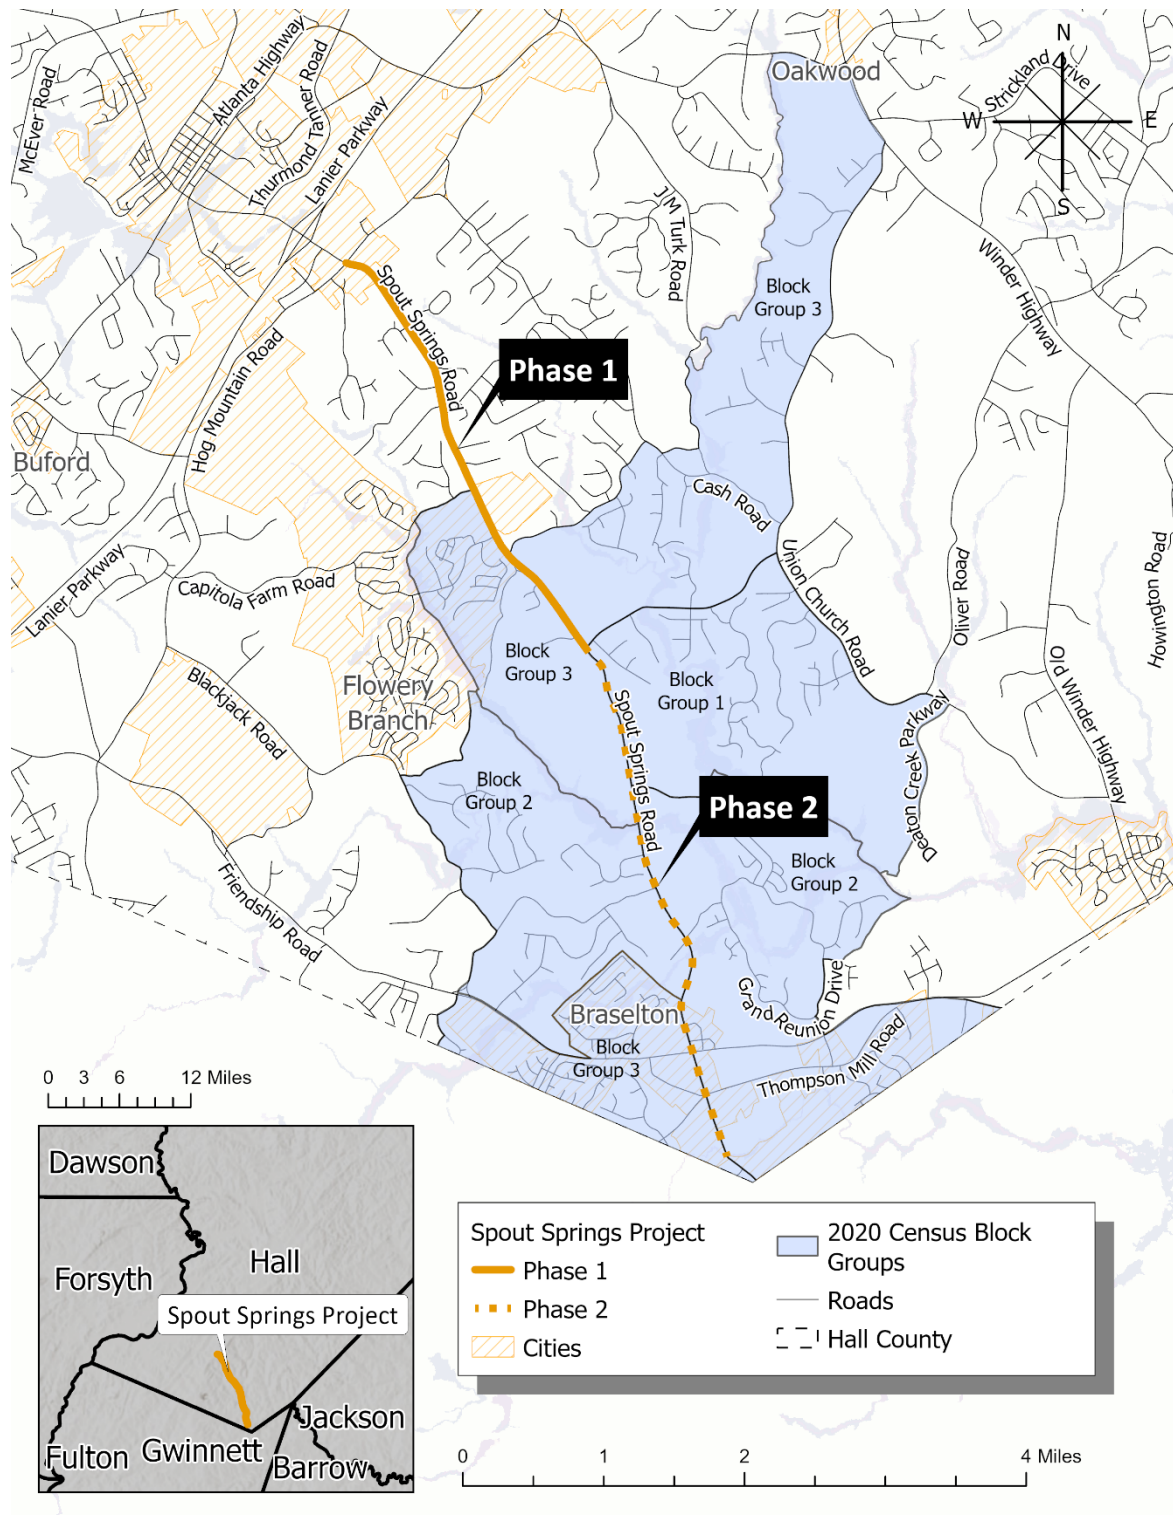 N
Oakwood
Strickland Drive
W
E
S
McEver Road
Atlanta Highway
Thurmond Tanner Road
Lanier Parkway
J M Turk Road
Winder Highway
Spout Springs Road
Block
Group 3
Phase 1
Hog Mountain Road
Buford
Cash Road
Lanier Parkway
Capitola Farm Road
Union Church Road
Oliver Road
Howington Road
Block
Group 3
Block
Group 1
Flowery
Branch
Blackjack Road
Spout Springs Road
Old Winder Highway
Deaton Creek Parkway
Block
Group 2
Phase 2
Block
Group 2
Friendship Road
Grand Reunion Drive
Braselton
Block
Group 3
Thompson Mill Road
0 3 6 12 Miles
Dawson
Hall
Forsyth
Spout Springs Project
Jackson
Fulton
Gwinnett
Barrow
Spout Springs Project
Phase 1
Phase 2
Cities
2020 Census Block
Groups
Roads
Hall County
0 1 2 4 Miles